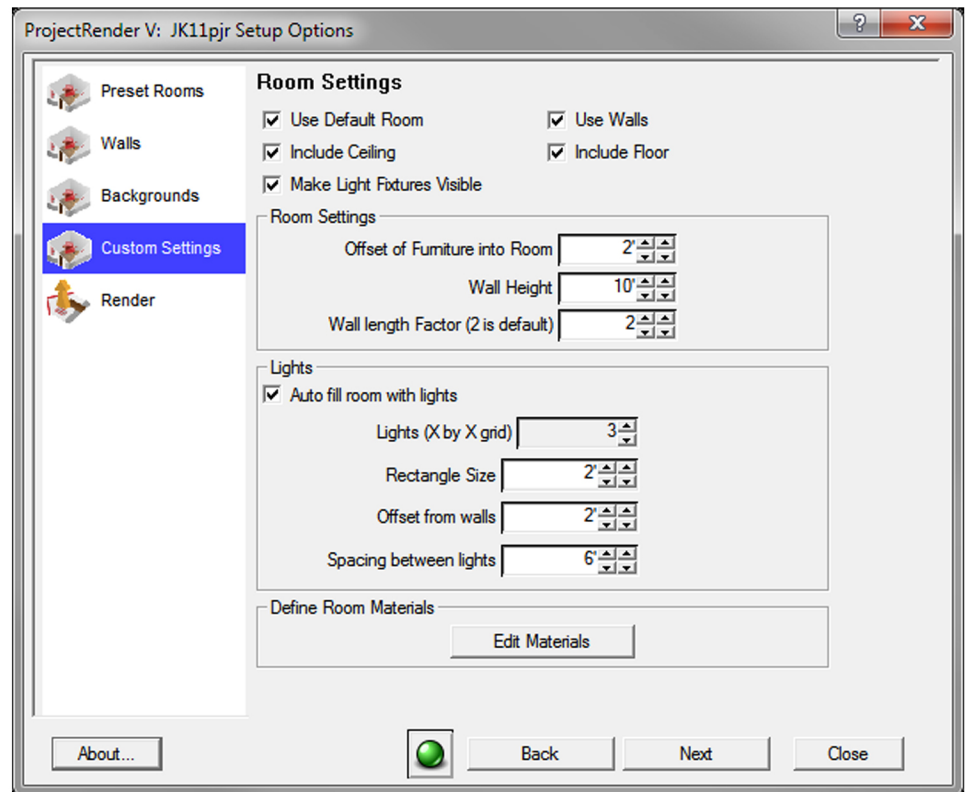 ProjectRender V: JK11pjr Setup Options
?
X
Preset Rooms
Walls
Backgrounds
Custom Settings
Render
Room Settings
Use Default Room
Use Walls
Include Ceiling
Include Floor
Make Light Fixtures Visible
Room Settings
Offset of Furniture into Room 2'
Wall Height 10'
Wall length Factor (2 is default) 2
Lights
Auto fill room with lights
Lights (X by X grid) 3
Rectangle Size 2'
Offset from walls 2'
Spacing between lights 6'
Define Room Materials
Edit Materials
About... Back Next Close